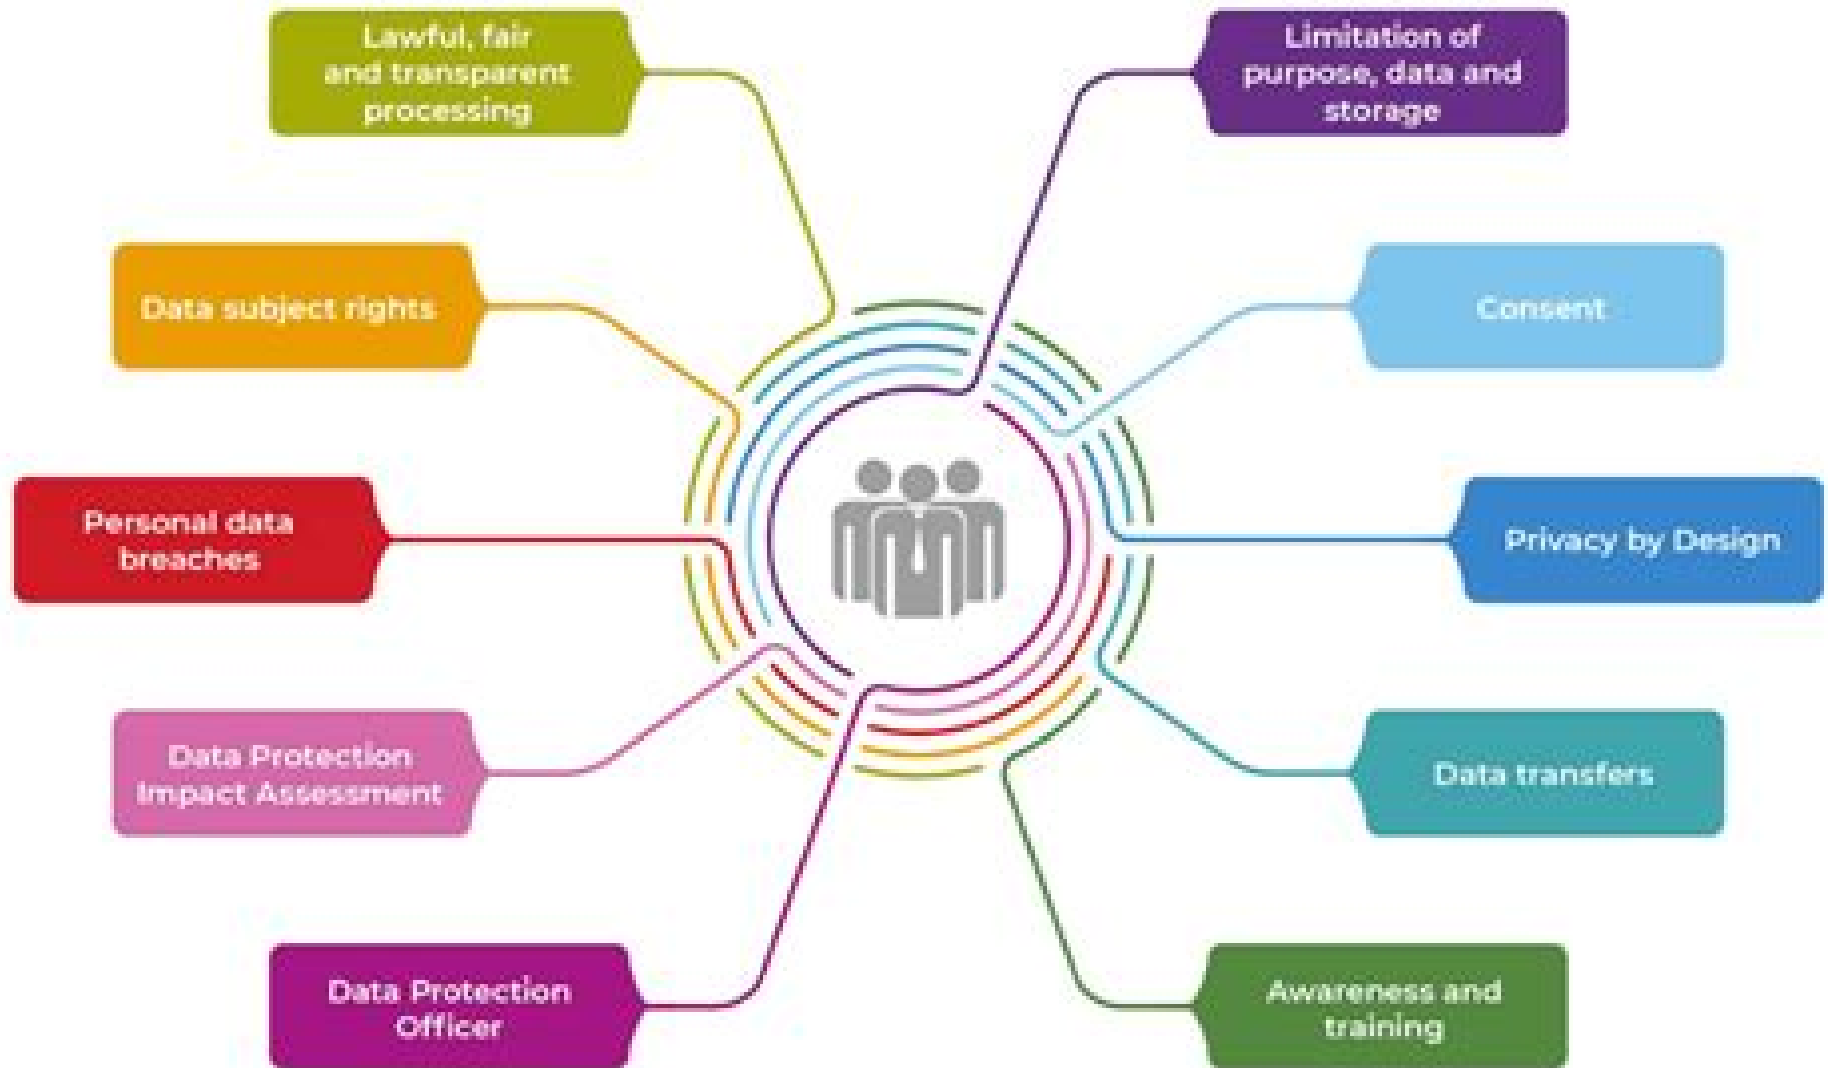 Lawful, fair
and transparent
processing
Limitation of
purpose, data and
storage
Data subject rights
Consent
Personal data
breaches
Privacy by Design
Data Protection
Impact Assessment
Data transfers
Data Protection
Officer
Awareness and
training